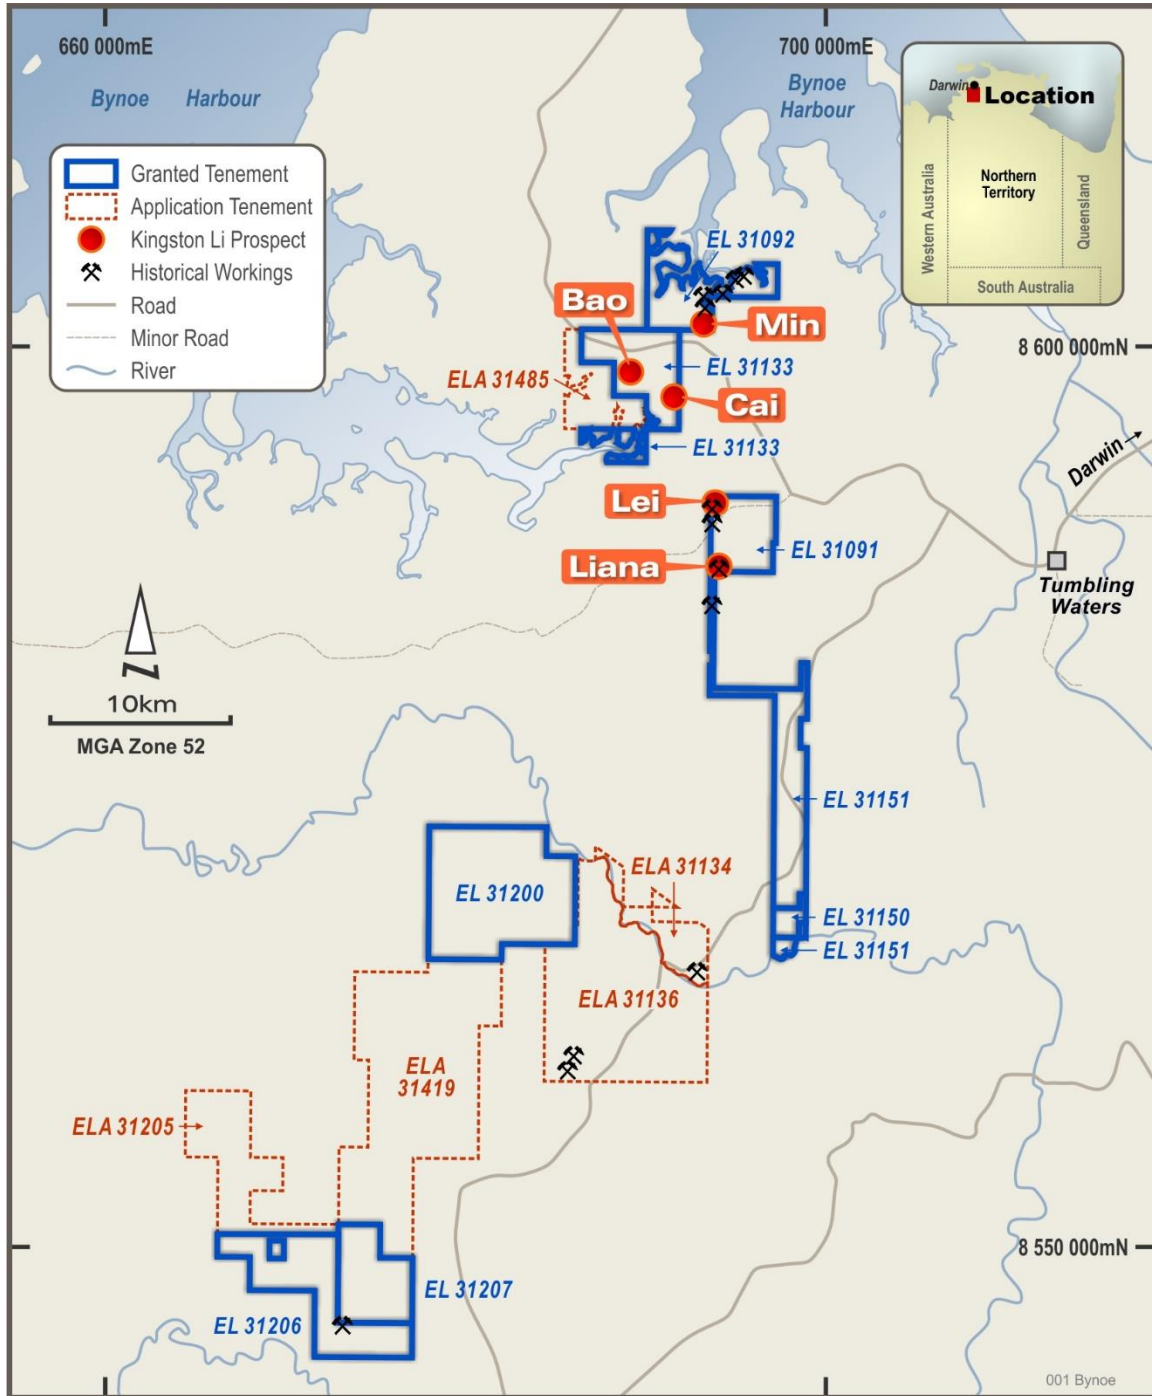 660 000mE
700 000mE
Bynoe Harbour
Bynoe
Harbour
Darwin
Location
Northern
Territory
Western Australia
Queensland
South Australia
Granted Tenement
Application Tenement
Kingston Li Prospect
Historical Workings
Road
Minor Road
River
EL 31092
Bao
Min
8 600 000mN
EL 31133
ELA 31485
Cai
EL 31133
Darwin
Lei
EL 31091
Liana
Tumbling
Waters
N
10km
MGA Zone 52
EL 31151
ELA 31134
EL 31200
EL 31150
EL 31151
ELA 31136
ELA
31419
ELA 31205
8 550 000mN
EL 31207
EL 31206
001 Bynoe